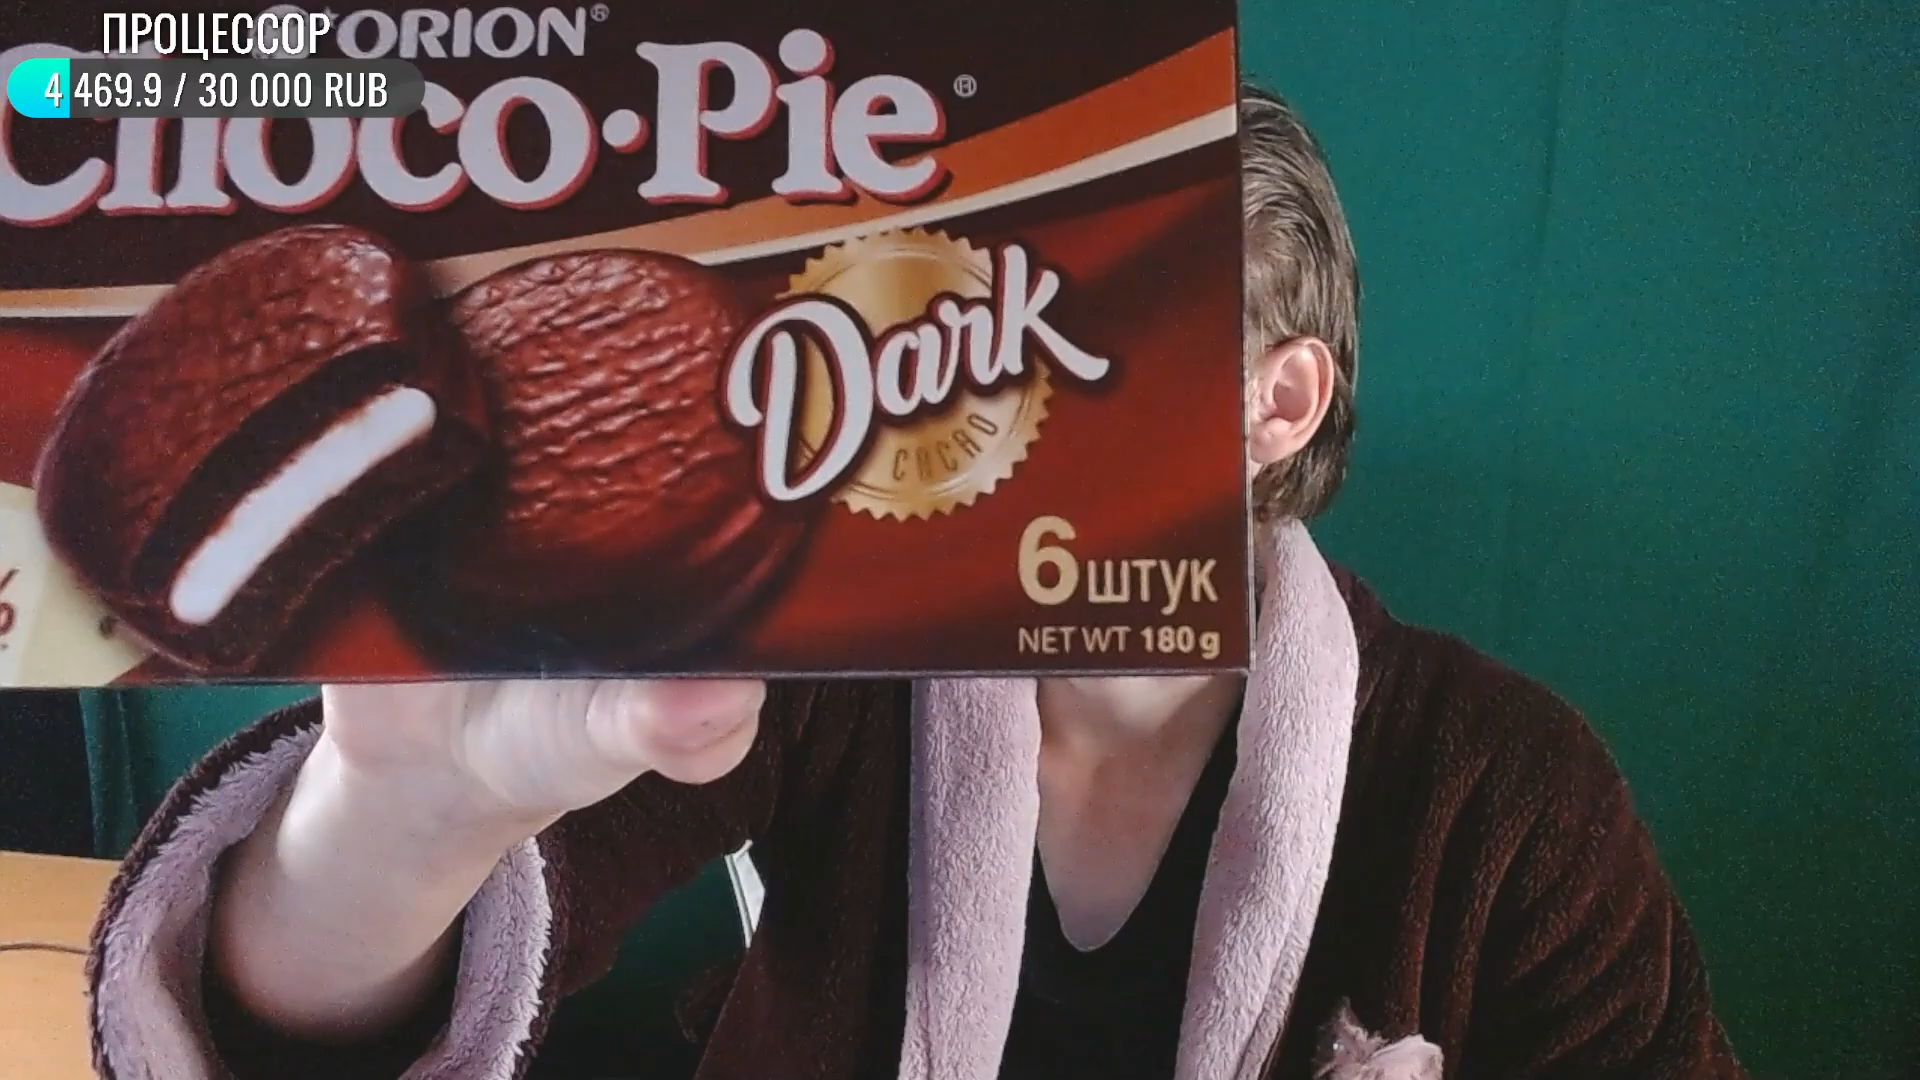 ПРОЦЕССОР
4 469.9 / 30 000 RUB
ORION®
Choco·Pie®
Dark
CACAO
6 штук
NET WT 180 g
%